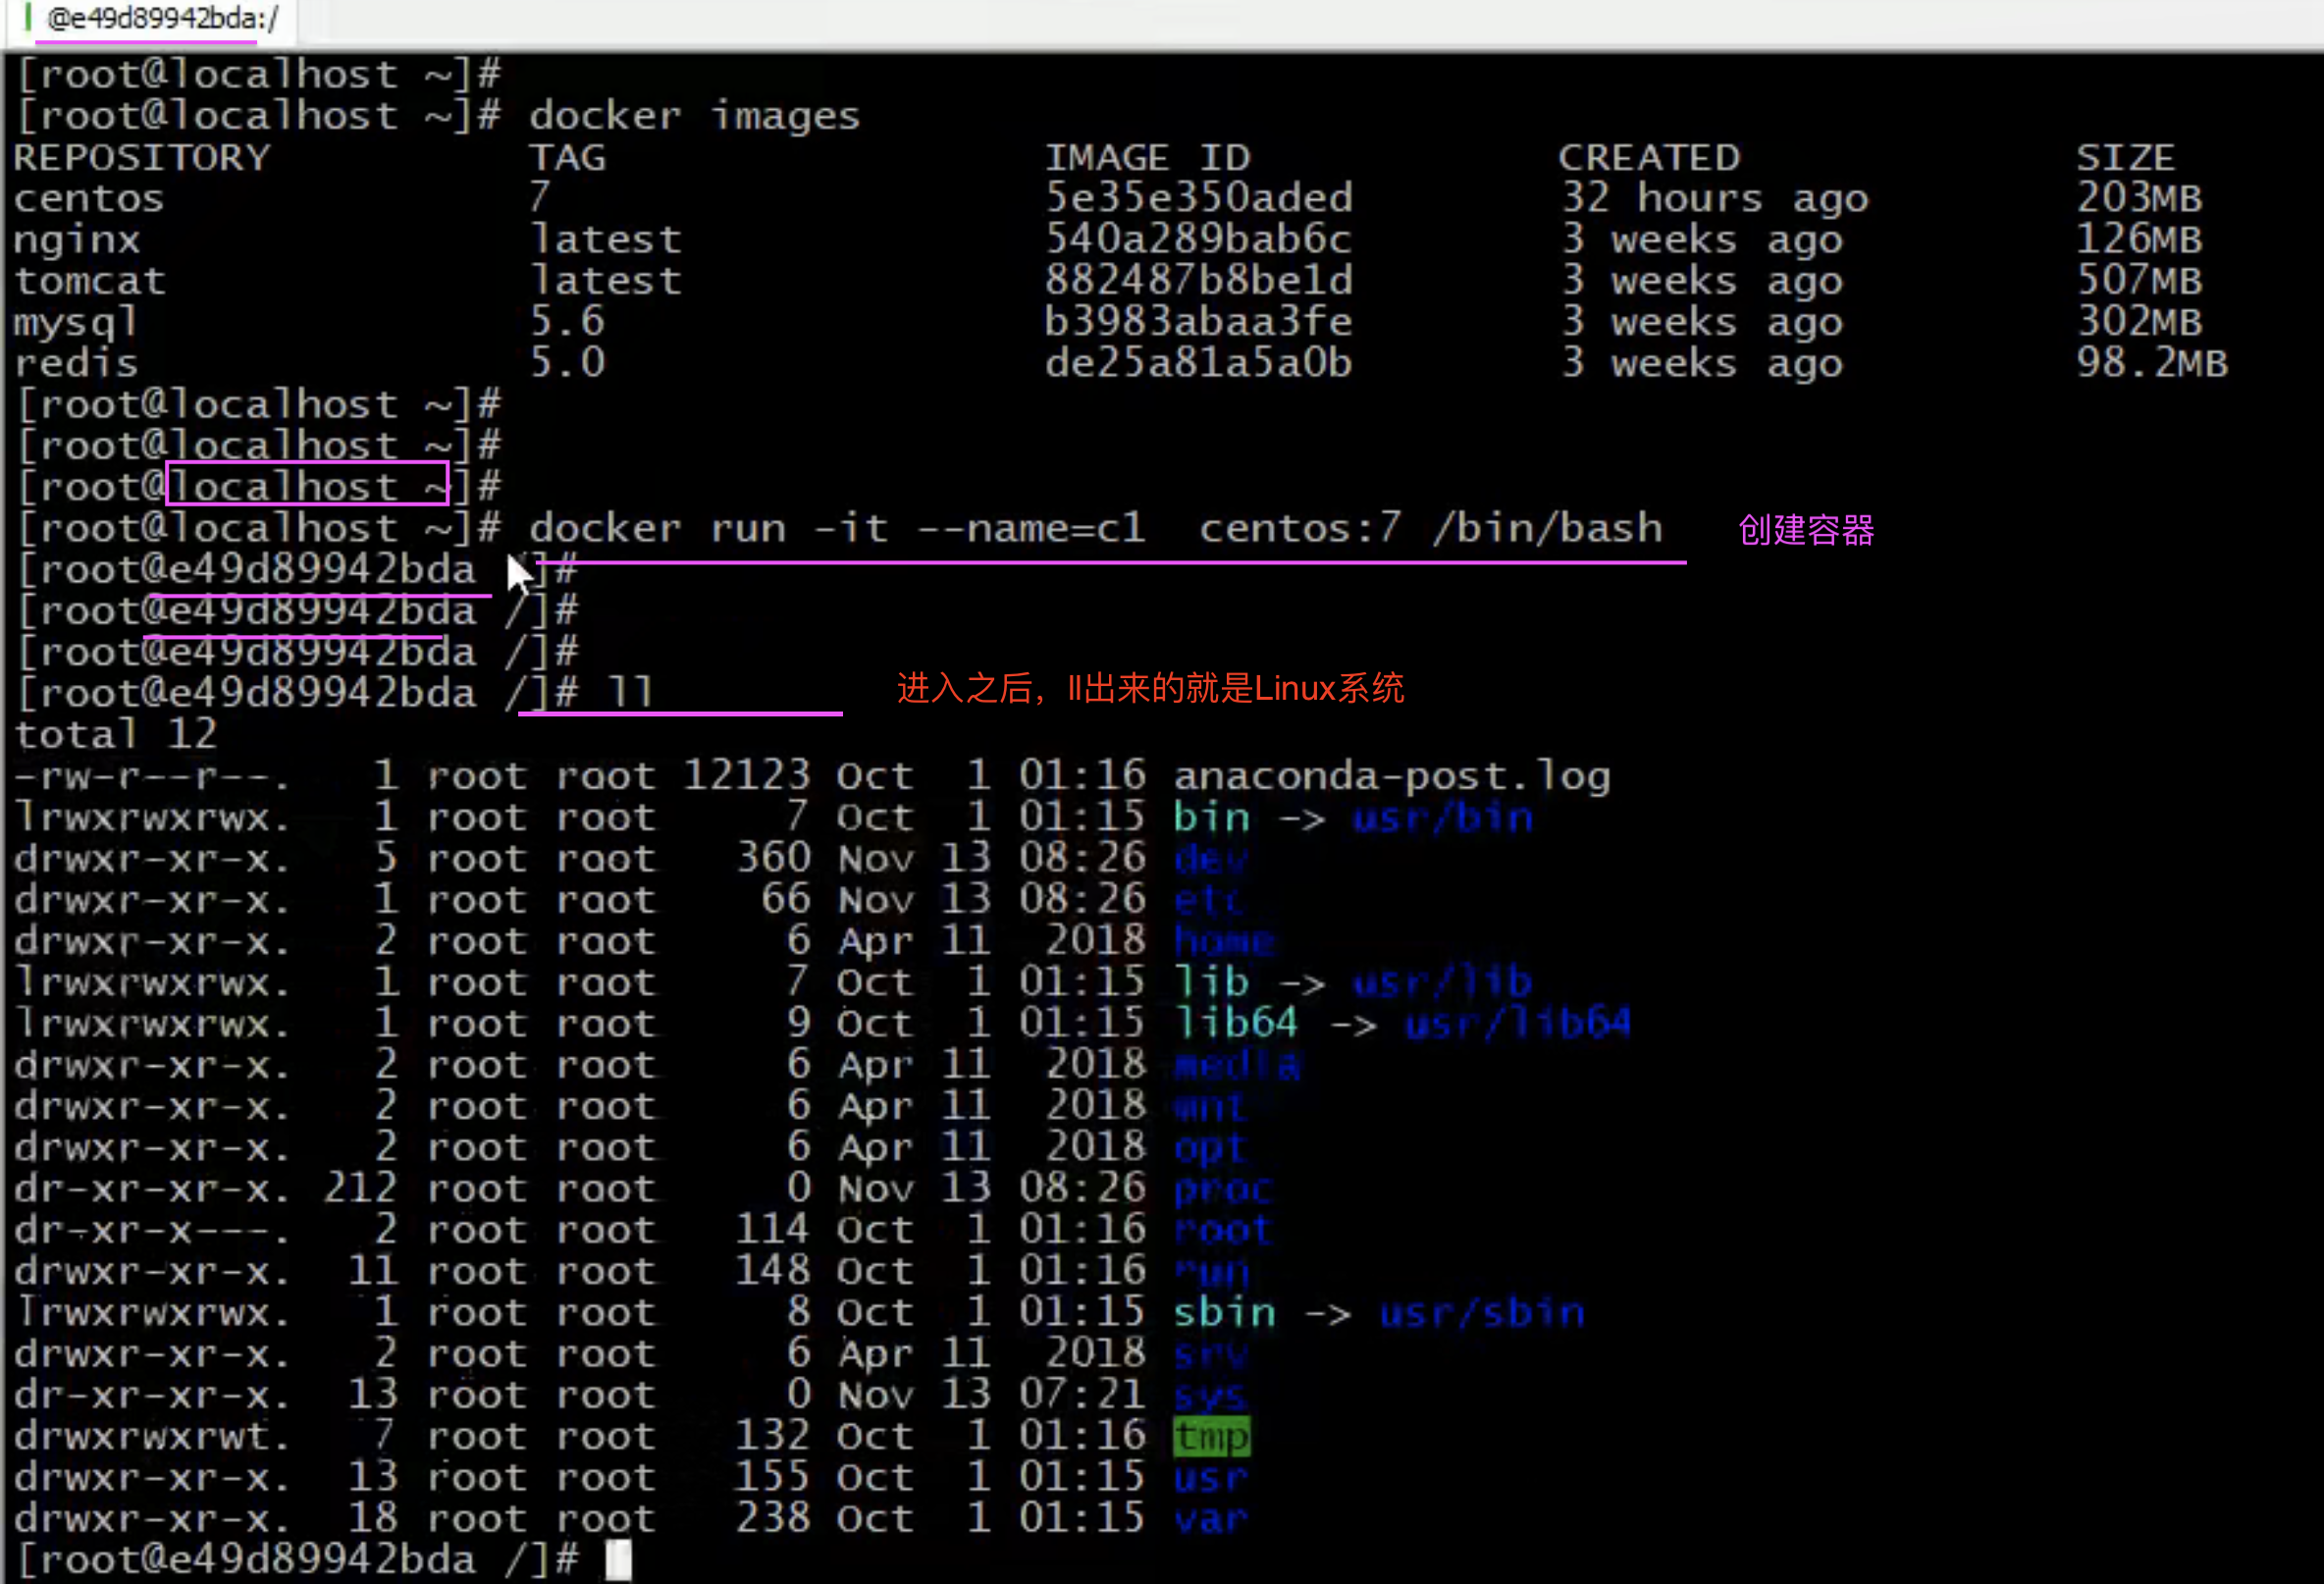 @e49d89942bda:/
[root@localhost ~]#
[root@localhost ~]# docker images
REPOSITORY TAG IMAGE ID CREATED SIZE
centos 7 5e35e350aded 32 hours ago 203MB
nginx latest 540a289bab6c 3 weeks ago 126MB
tomcat latest 882487b8be1d 3 weeks ago 507MB
mysql 5.6 b3983abaa3fe 3 weeks ago 302MB
redis 5.0 de25a81a5a0b 3 weeks ago 98.2MB
[root@localhost ~]#
[root@localhost ~]#
[root@localhost ~]#
[root@localhost ~]# docker run -it --name=c1 centos:7 /bin/bash 创建容器
[root@e49d89942bda /]#
[root@e49d89942bda /]#
[root@e49d89942bda /]#
[root@e49d89942bda /]# ll 进入之后，ll出来的就是Linux系统
total 12
-rw-r--r--. 1 root root 12123 Oct 1 01:16 anaconda-post.log
lrwxrwxrwx. 1 root root 7 Oct 1 01:15 bin -> usr/bin
drwxr-xr-x. 5 root root 360 Nov 13 08:26 dev
drwxr-xr-x. 1 root root 66 Nov 13 08:26 etc
drwxr-xr-x. 2 root root 6 Apr 11 2018 home
lrwxrwxrwx. 1 root root 7 Oct 1 01:15 lib -> usr/lib
lrwxrwxrwx. 1 root root 9 Oct 1 01:15 lib64 -> usr/lib64
drwxr-xr-x. 2 root root 6 Apr 11 2018 media
drwxr-xr-x. 2 root root 6 Apr 11 2018 mnt
drwxr-xr-x. 2 root root 6 Apr 11 2018 opt
dr-xr-xr-x. 212 root root 0 Nov 13 08:26 proc
dr-xr-x---. 2 root root 114 Oct 1 01:16 root
drwxr-xr-x. 11 root root 148 Oct 1 01:16 run
lrwxrwxrwx. 1 root root 8 Oct 1 01:15 sbin -> usr/sbin
drwxr-xr-x. 2 root root 6 Apr 11 2018 srv
dr-xr-xr-x. 13 root root 0 Nov 13 07:21 sys
drwxrwxrwt. 7 root root 132 Oct 1 01:16 tmp
drwxr-xr-x. 13 root root 155 Oct 1 01:15 usr
drwxr-xr-x. 18 root root 238 Oct 1 01:15 var
[root@e49d89942bda /]#